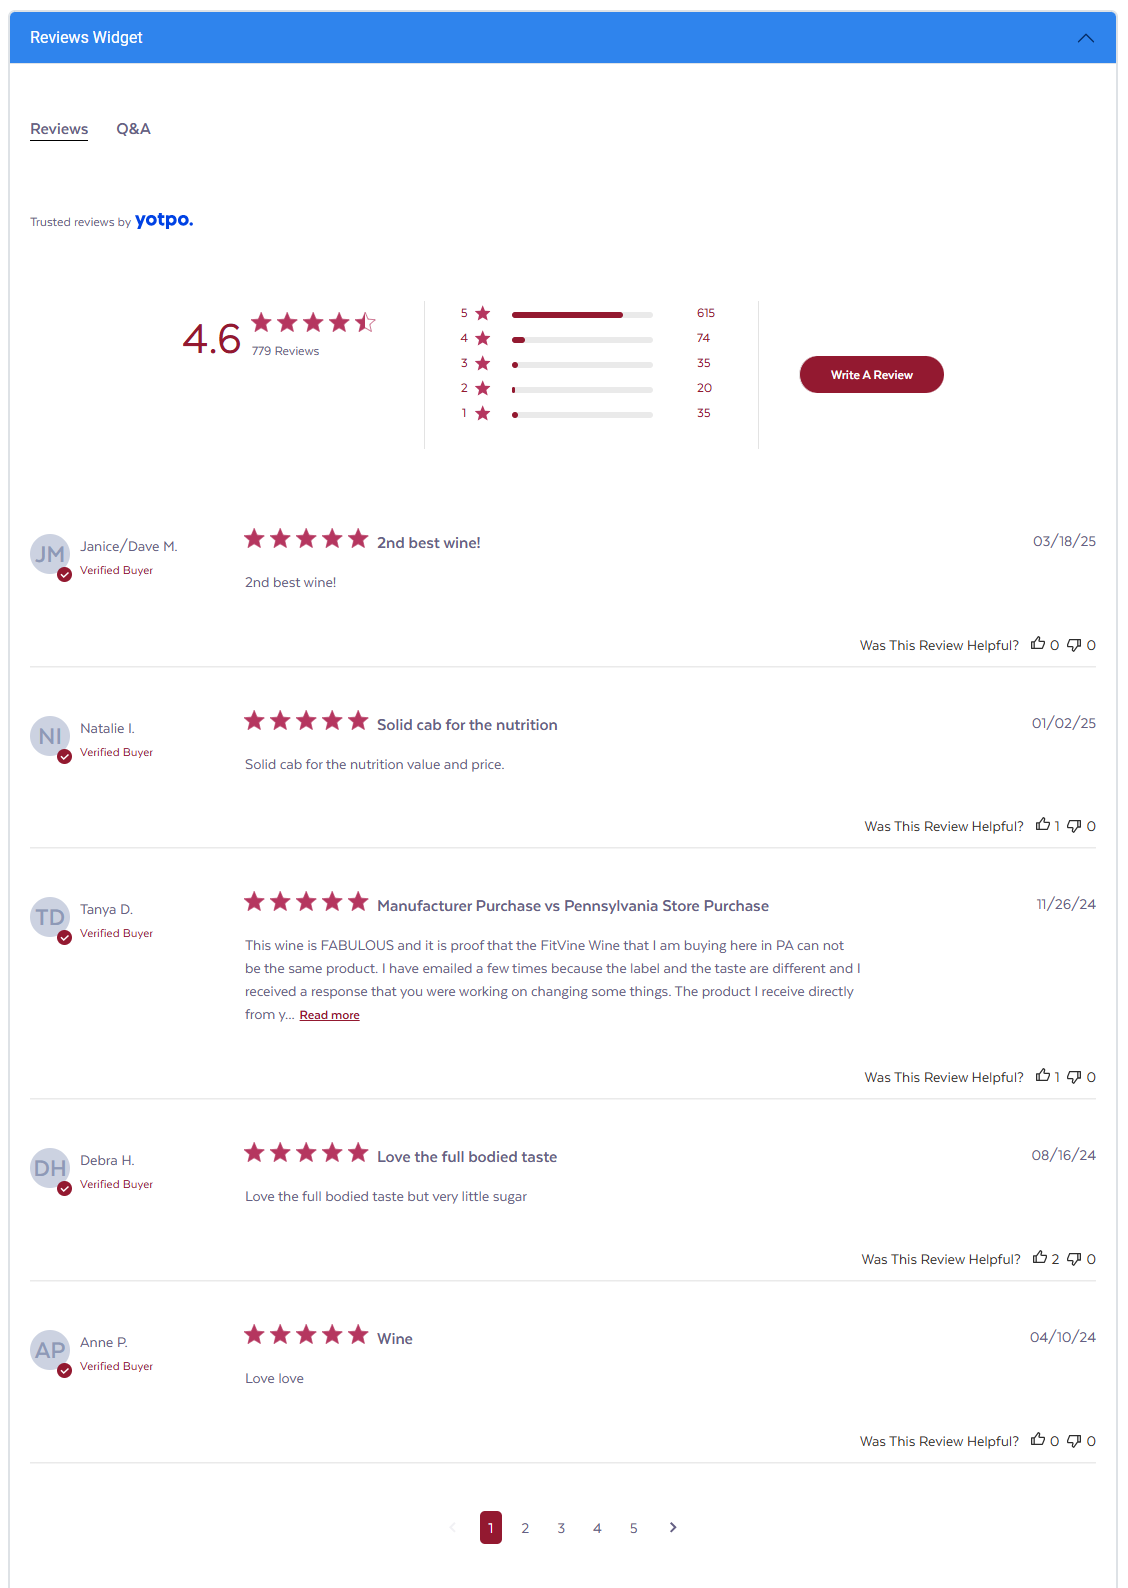 Reviews Widget
Reviews Q&A
Trusted reviews by yotpo.
4.6
779 Reviews
5 615
4 74
3 35
2 20
1 35
Write A Review
JM
Janice/Dave M.
Verified Buyer
2nd best wine!
03/18/25
2nd best wine!
Was This Review Helpful? 0 0
NI
Natalie I.
Verified Buyer
Solid cab for the nutrition
01/02/25
Solid cab for the nutrition value and price.
Was This Review Helpful? 1 0
TD
Tanya D.
Verified Buyer
Manufacturer Purchase vs Pennsylvania Store Purchase
11/26/24
This wine is FABULOUS and it is proof that the FitVine Wine that I am buying here in PA can not
be the same product. I have emailed a few times because the label and the taste are different and I
received a response that you were working on changing some things. The product I receive directly
from y... Read more
Was This Review Helpful? 1 0
DH
Debra H.
Verified Buyer
Love the full bodied taste
08/16/24
Love the full bodied taste but very little sugar
Was This Review Helpful? 2 0
AP
Anne P.
Verified Buyer
Wine
04/10/24
Love love
Was This Review Helpful? 0 0
1 2 3 4 5